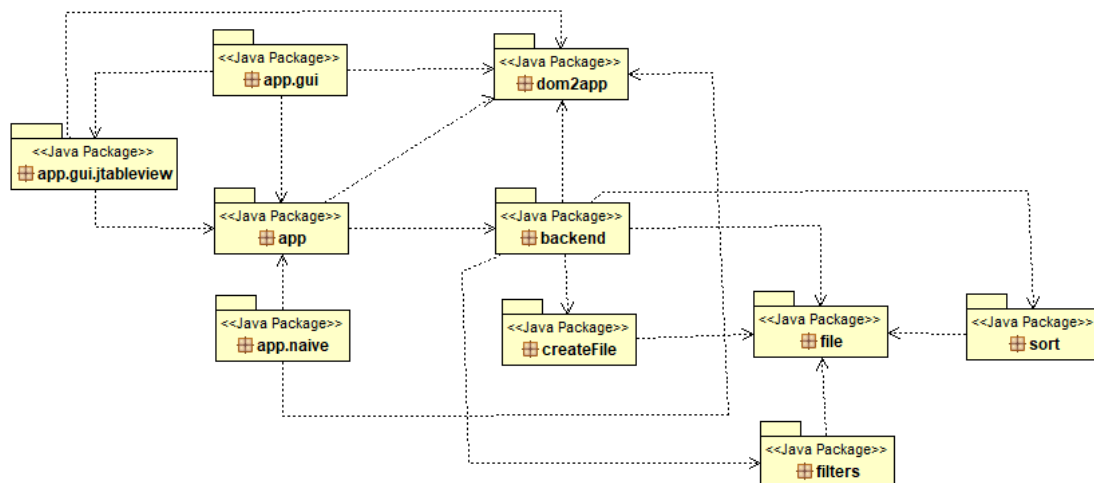 <<Java Package>>
app.gui
<<Java Package>>
dom2app
<<Java Package>>
app.gui.jtableview
<<Java Package>>
app
<<Java Package>>
backend
<<Java Package>>
app.naive
<<Java Package>>
createFile
<<Java Package>>
file
<<Java Package>>
sort
<<Java Package>>
filters